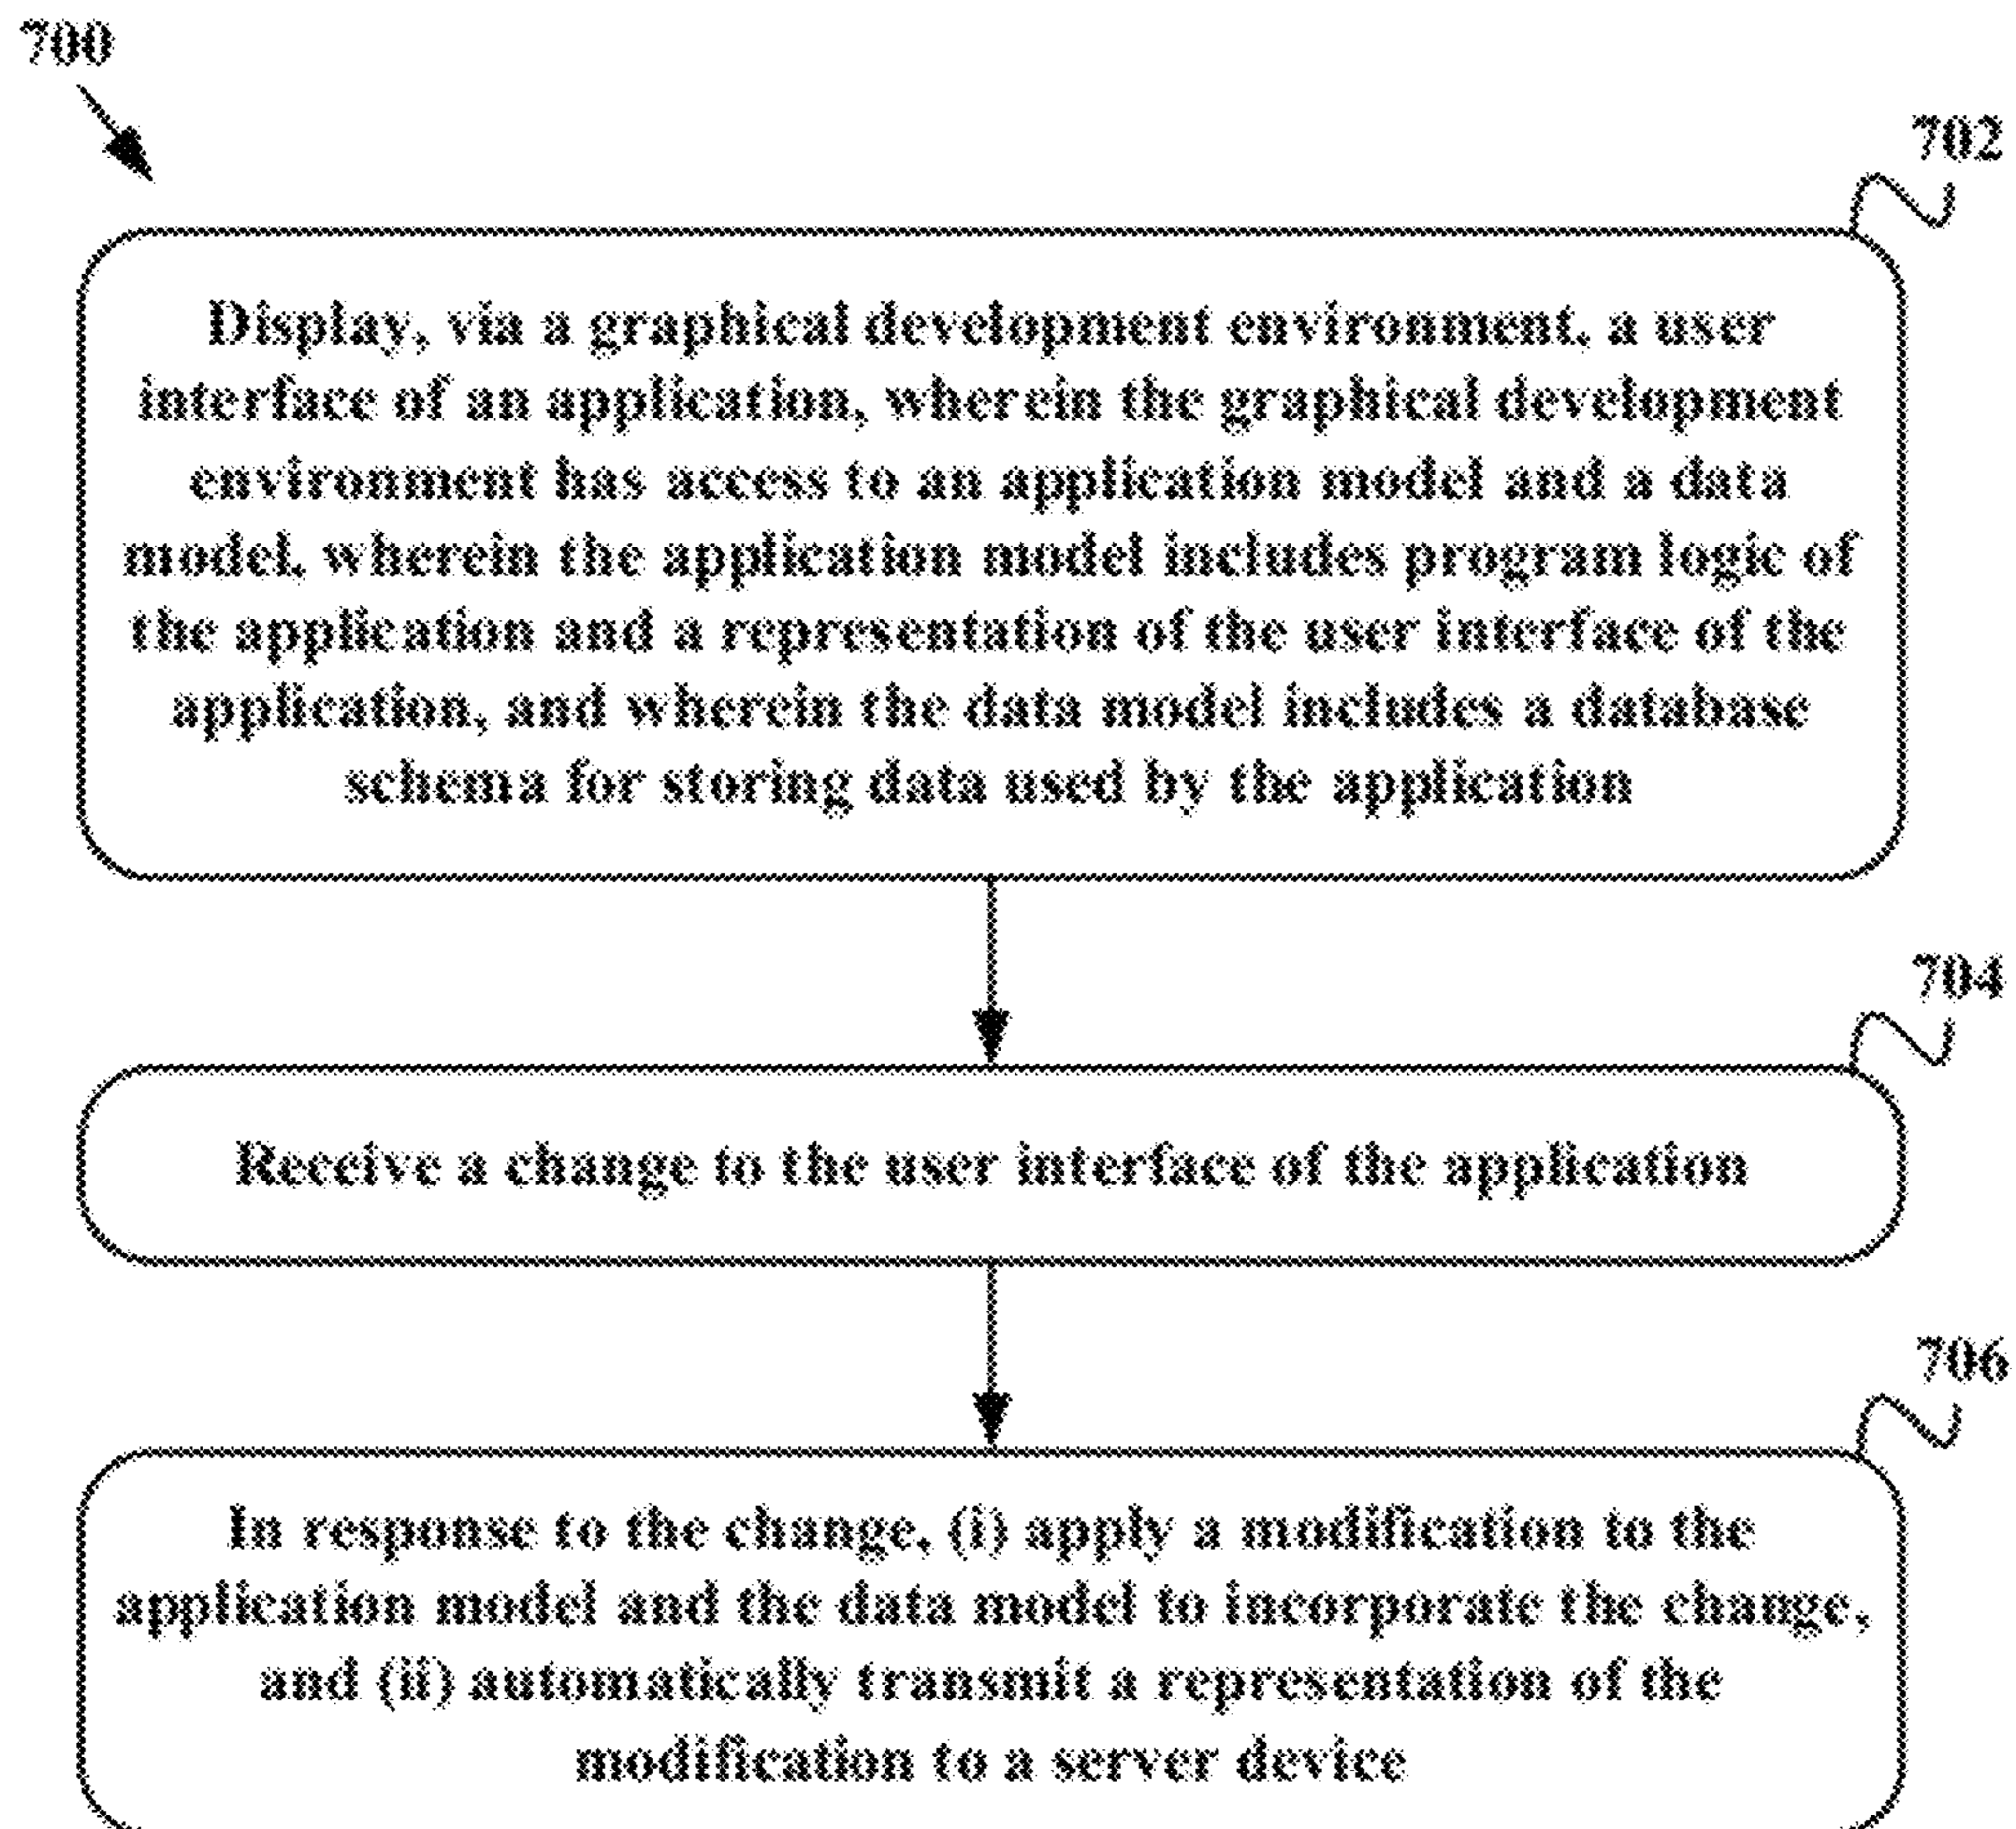 700
702
Display, via a graphical development environment, a user
interface of an application, wherein the graphical development
environment has access to an application model and a data
model, wherein the application model includes program logic of
the application and a representation of the user interface of the
application, and wherein the data model includes a database
schema for storing data used by the application
704
Receive a change to the user interface of the application
706
In response to the change, (i) apply a modification to the
application model and the data model to incorporate the change,
and (ii) automatically transmit a representation of the
modification to a server device